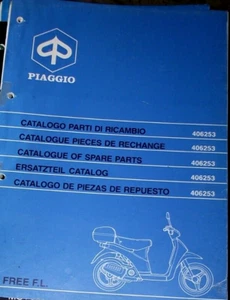 PIAGGIO
CATALOGO PARTI DI RICAMBIO 406253
CATALOGUE PIECES DE RECHANGE 406253
CATALOGUE OF SPARE PARTS 406253
ERSATZTEIL CATALOG 406253
CATALOGO DE PIEZAS DE REPUESTO 406253
FREE F.L.